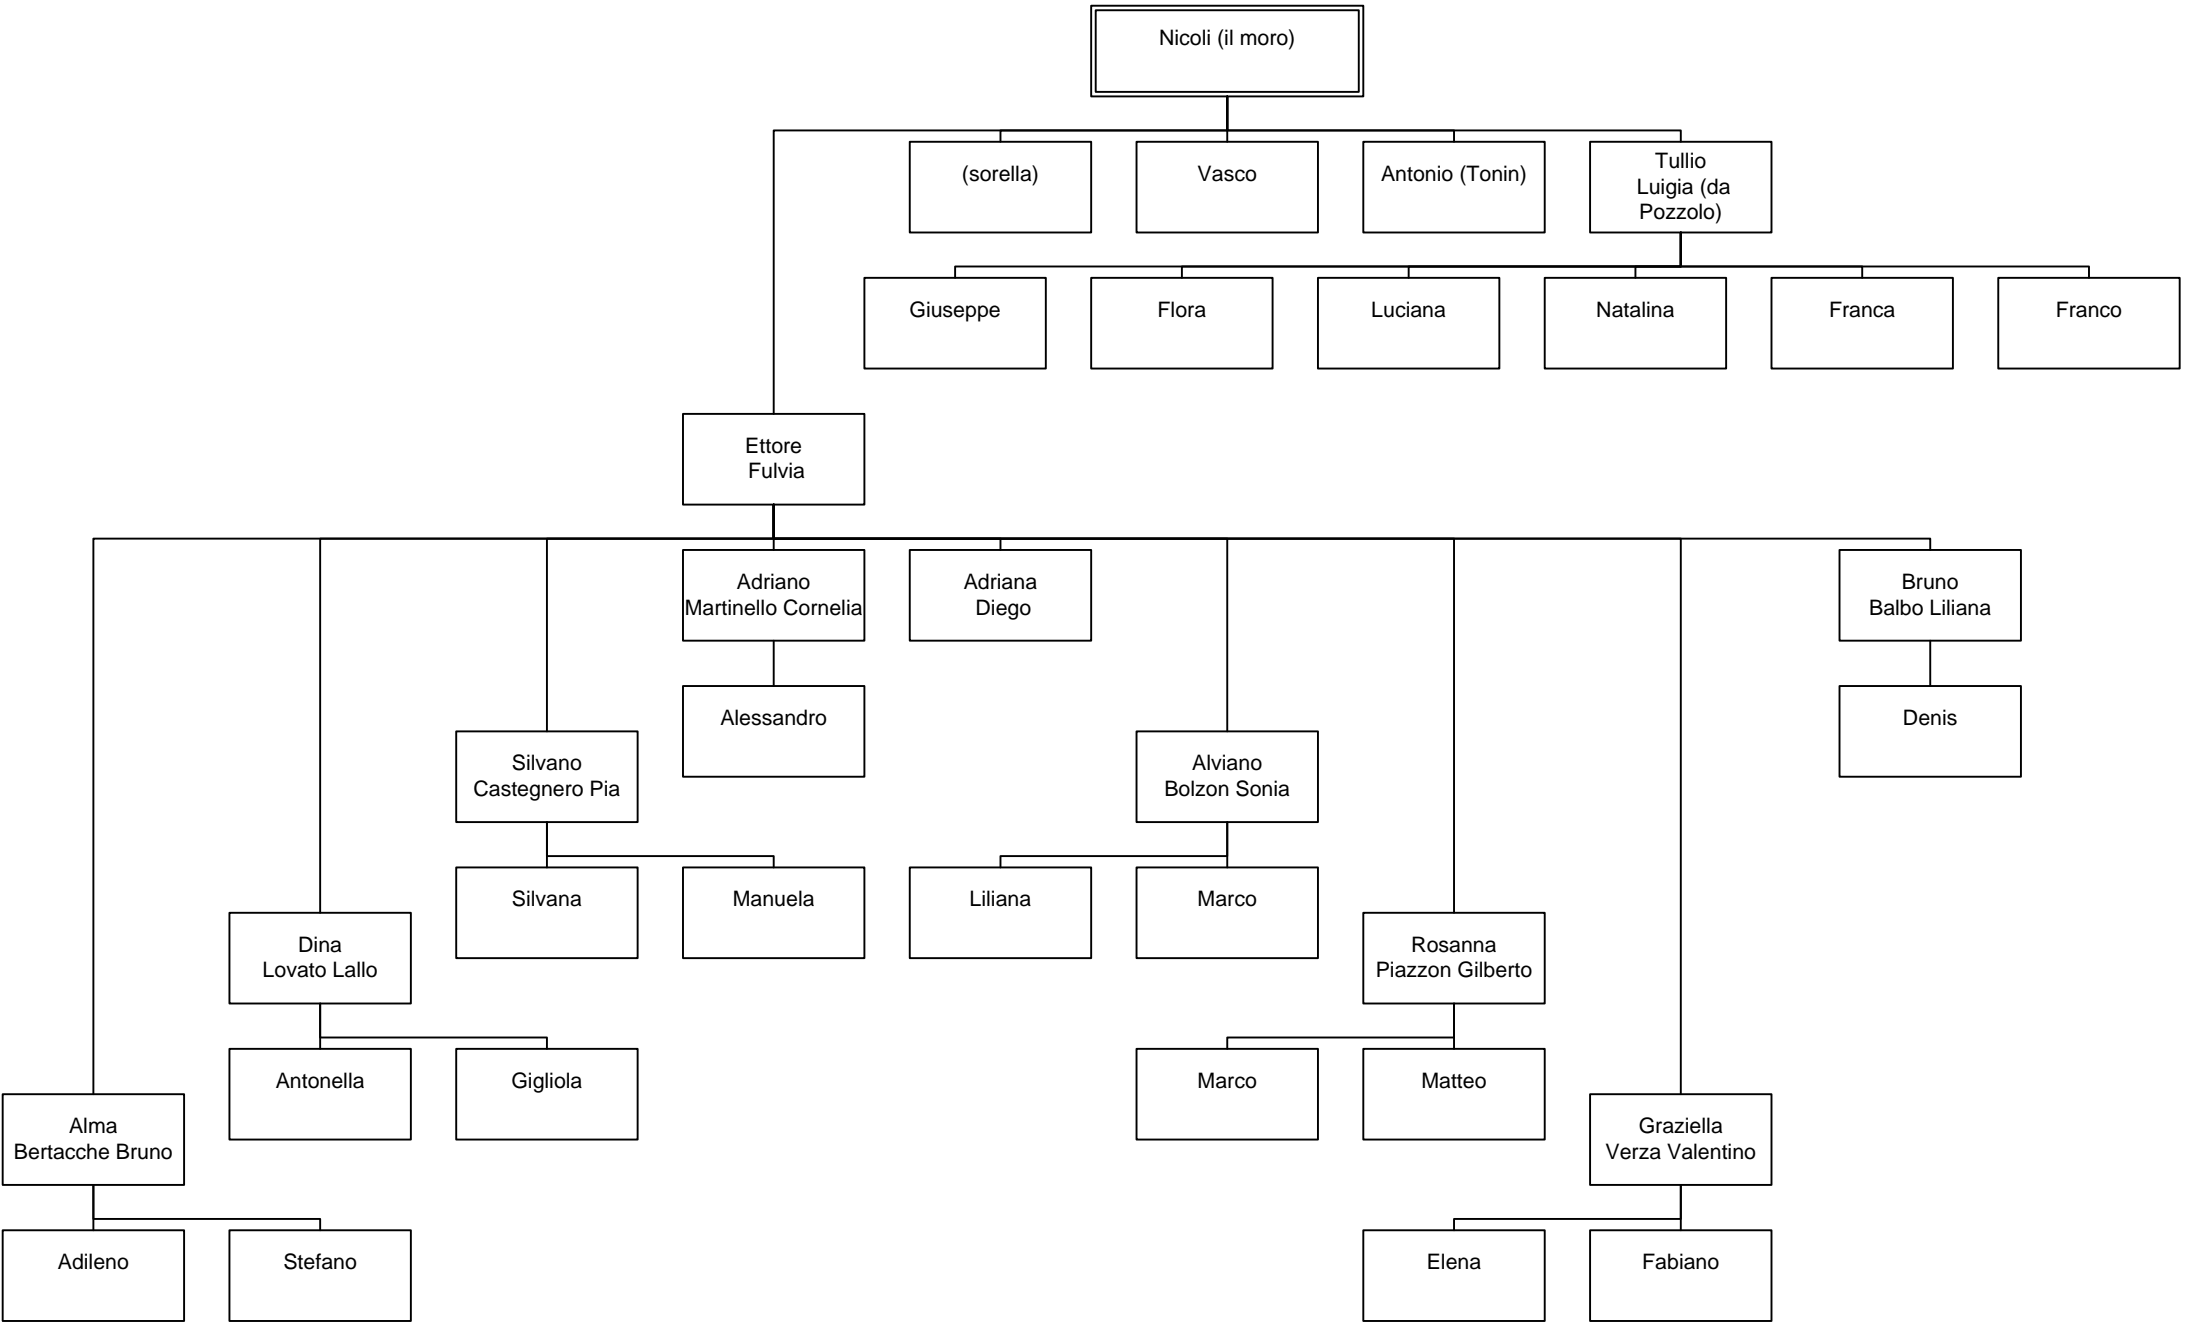 Nicoli (il moro)
(sorella)
Vasco
Antonio (Tonin)
Tullio
Luigia (da
Pozzolo)
Giuseppe
Flora
Luciana
Natalina
Franca
Franco
Ettore
Fulvia
Adriano
Martinello Cornelia
Adriana
Diego
Bruno
Balbo Liliana
Alessandro
Denis
Silvano
Castegnero Pia
Alviano
Bolzon Sonia
Silvana
Manuela
Liliana
Marco
Dina
Lovato Lallo
Rosanna
Piazzon Gilberto
Antonella
Gigliola
Marco
Matteo
Alma
Bertacche Bruno
Graziella
Verza Valentino
Adileno
Stefano
Elena
Fabiano